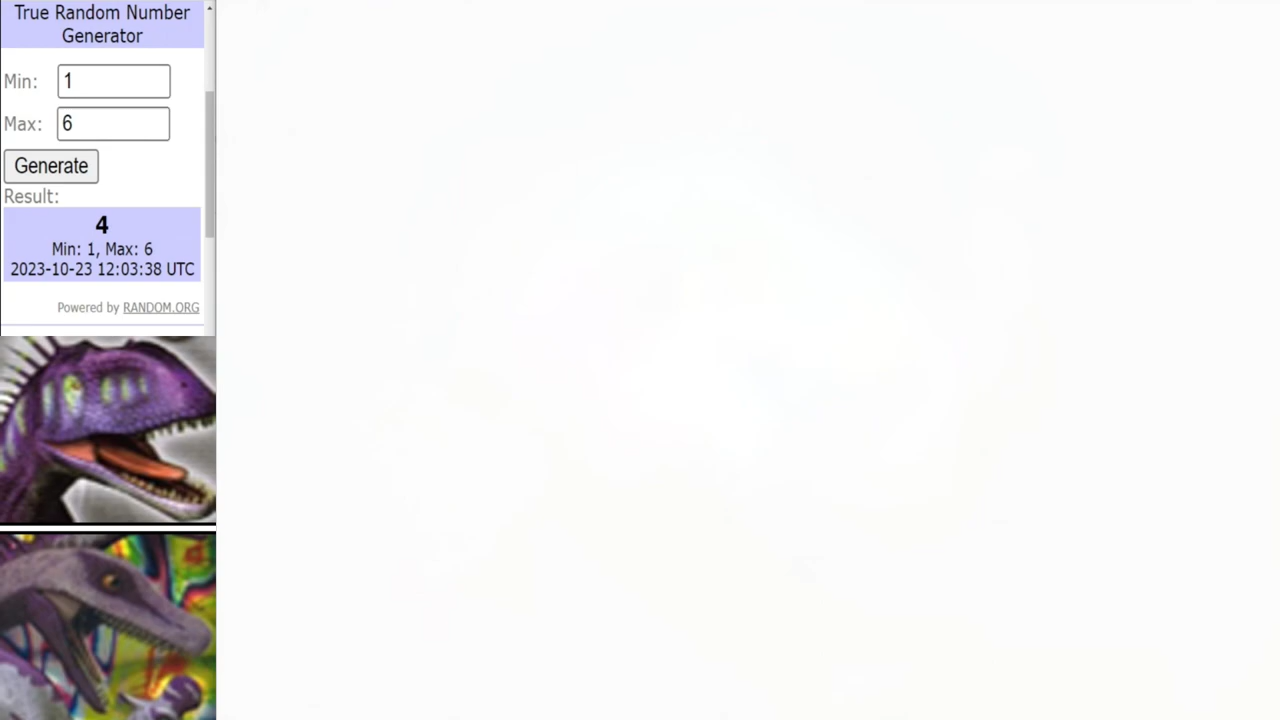 True Random Number
Generator
Min: 1
Max: 6
Generate
Result:
4
Min: 1, Max: 6
2023-10-23 12:03:38 UTC
Powered by RANDOM.ORG